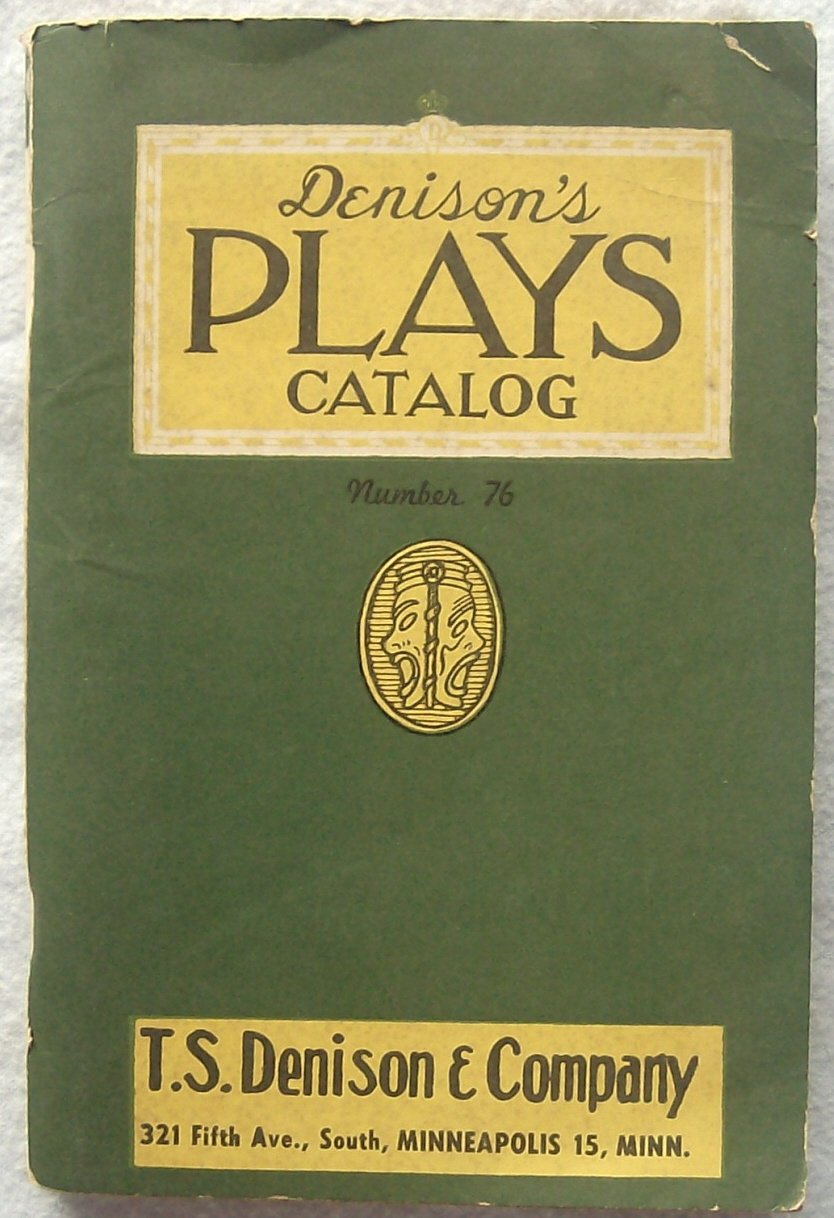 Denison's
PLAYS
CATALOG
Number 76
T.S. Denison & Company
321 Fifth Ave., South, MINNEAPOLIS 15, MINN.